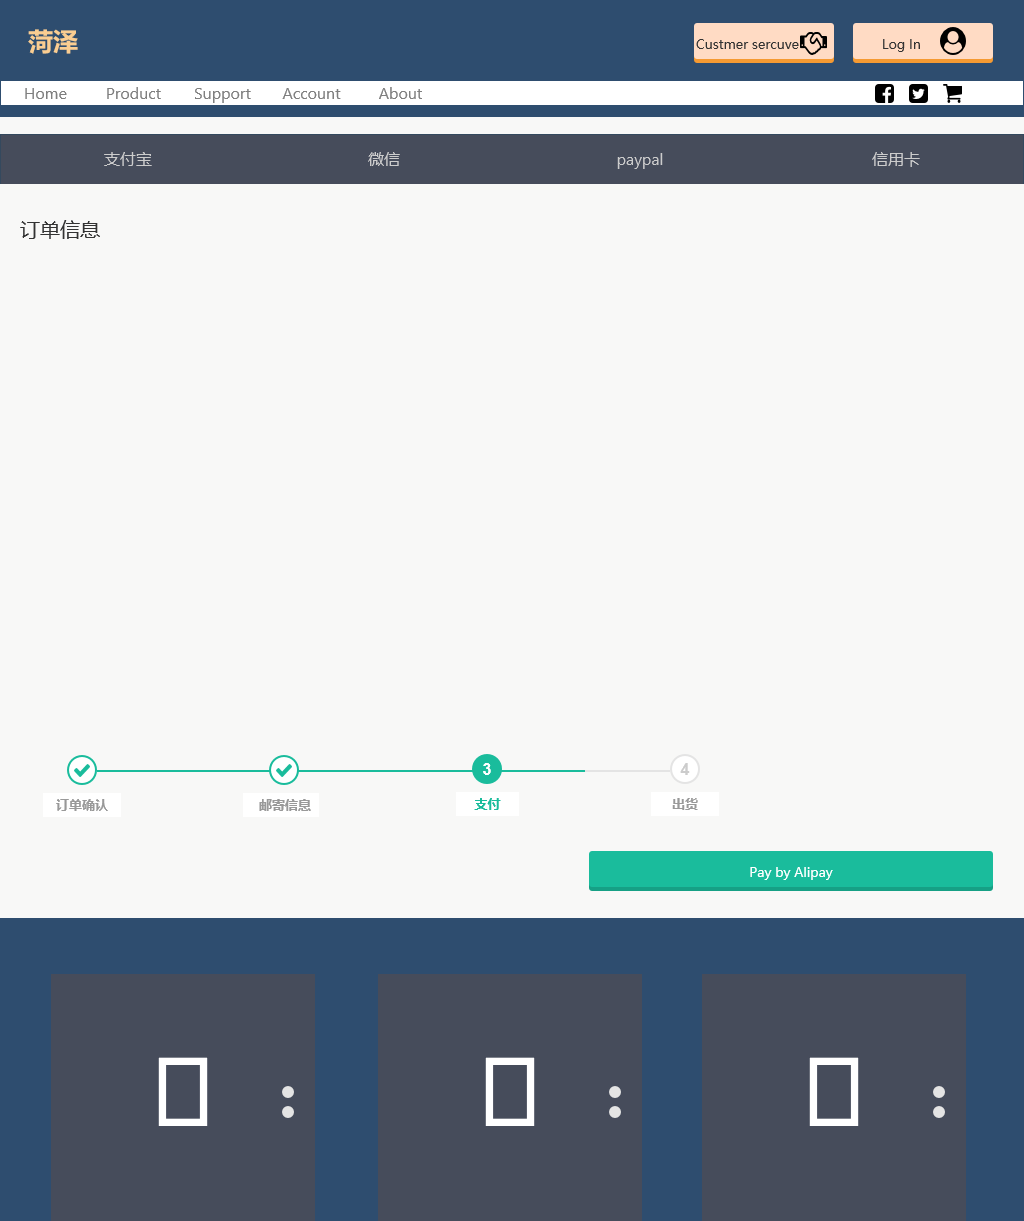 菏泽
Custmer sercuve
Log In
Home Product Support Account About
支付宝 微信 paypal 信用卡
订单信息
3 4
订单确认 邮寄信息 支付 出货
Pay by Alipay